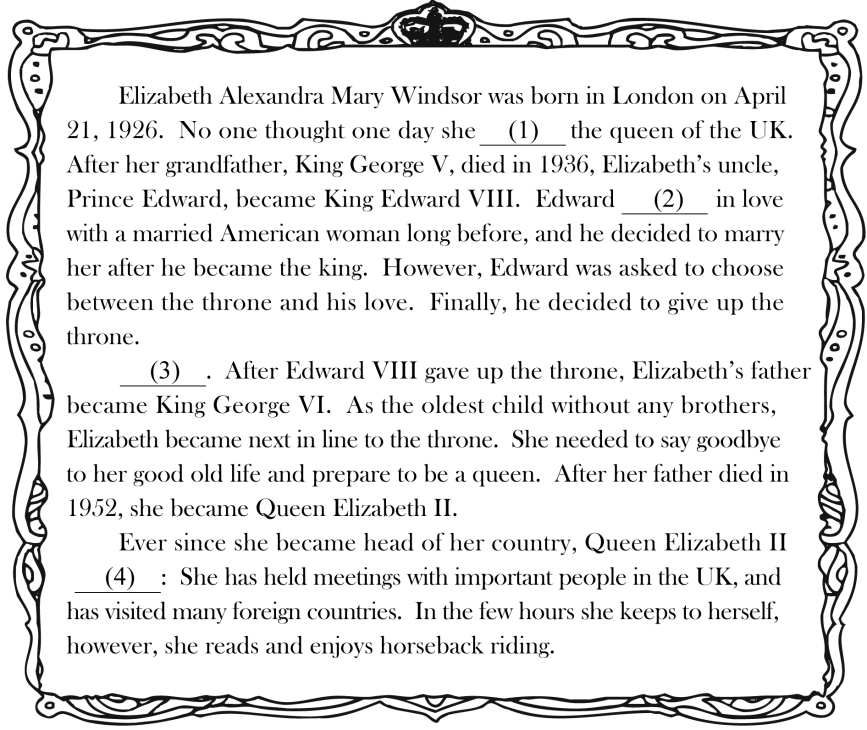 Elizabeth Alexandra Mary Windsor was born in London on April
21, 1926. No one thought one day she (1) the queen of the UK.
After her grandfather, King George V, died in 1936, Elizabeth’s uncle,
Prince Edward, became King Edward VIII. Edward (2) in love
with a married American woman long before, and he decided to marry
her after he became the king. However, Edward was asked to choose
between the throne and his love. Finally, he decided to give up the
throne.
(3) . After Edward VIII gave up the throne, Elizabeth’s father
became King George VI. As the oldest child without any brothers,
Elizabeth became next in line to the throne. She needed to say goodbye
to her good old life and prepare to be a queen. After her father died in
1952, she became Queen Elizabeth II.
Ever since she became head of her country, Queen Elizabeth II
(4) : She has held meetings with important people in the UK, and
has visited many foreign countries. In the few hours she keeps to herself,
however, she reads and enjoys horseback riding.